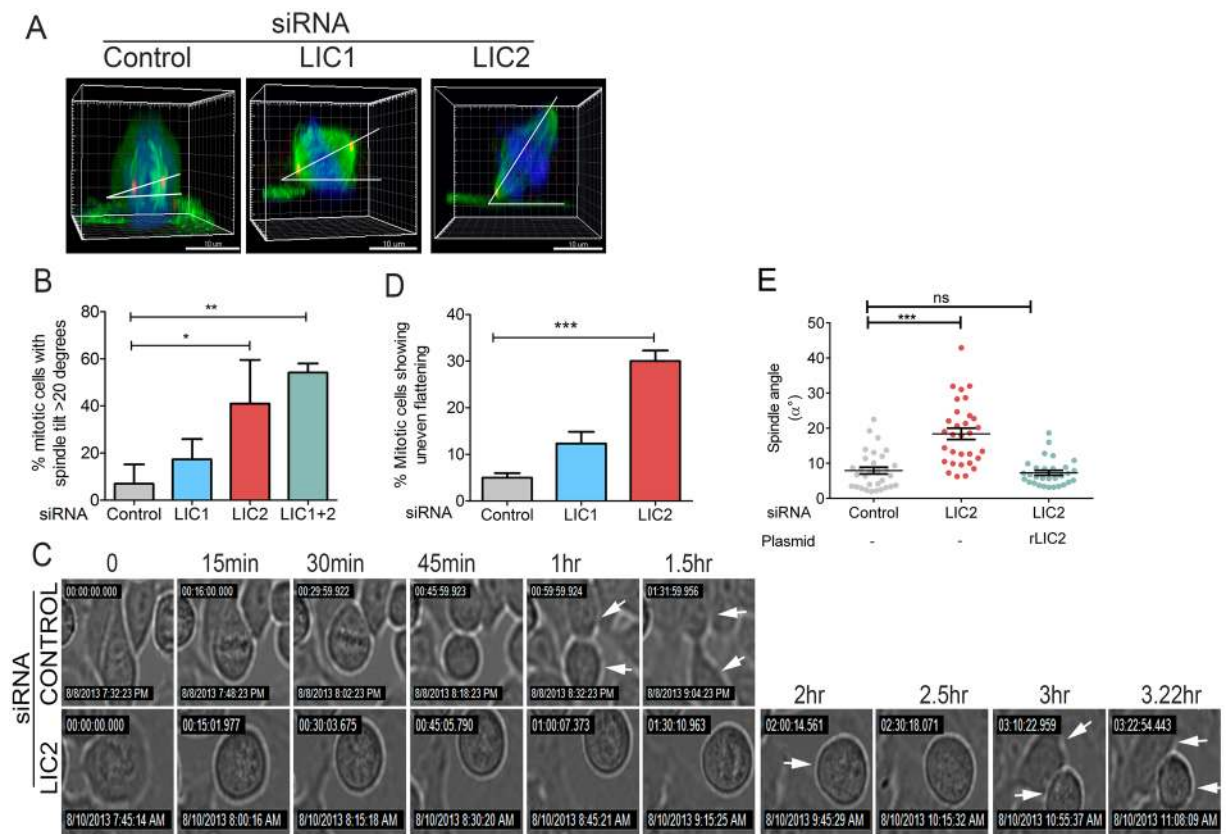 A
siRNA
Control LIC1 LIC2
10 um 10 um 10 um
B
% mitotic cells with
spindle tilt >20 degrees
80
60
40
20
0
*
**
siRNA Control LIC1 LIC2 LIC1+2
D
% Mitotic cells showing
uneven flattening
40
30
20
10
0
***
siRNA Control LIC1 LIC2
E
ns
***
Spindle angle
(α°)
50
40
30
20
10
0
siRNA Control LIC2 LIC2
Plasmid - - rLIC2
C
0 15min 30min 45min 1hr 1.5hr
siRNA
CONTROL
00:00:00.000 00:16:00.000 00:29:59.922 00:45:59.923 00:59:59.924 01:31:59.956
8/8/2013 7:32:23 PM 8/8/2013 7:48:23 PM 8/8/2013 8:02:23 PM 8/8/2013 8:18:23 PM 8/8/2013 8:32:23 PM 8/8/2013 9:04:23 PM
2hr 2.5hr 3hr 3.22hr
LIC2
00:00:00.000 00:15:01.977 00:30:03.675 00:45:05.790 01:00:07.373 01:30:10.963 02:00:14.561 02:30:18.071 03:10:22.959 03:22:54.443
8/10/2013 7:45:14 AM 8/10/2013 8:00:16 AM 8/10/2013 8:15:18 AM 8/10/2013 8:30:20 AM 8/10/2013 8:45:21 AM 8/10/2013 9:15:25 AM 8/10/2013 9:45:29 AM 8/10/2013 10:15:32 AM 8/10/2013 10:55:37 AM 8/10/2013 11:08:09 AM